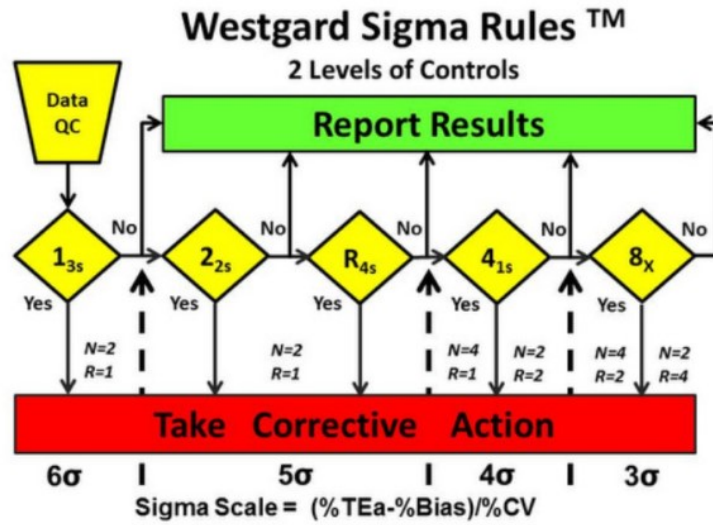 Westgard Sigma Rules TM
2 Levels of Controls
Data
QC
Report Results
No
No
No
No
No
13s
22s
R4s
41s
8X
Yes
Yes
Yes
Yes
Yes
N=2
R=1
N=2
R=1
N=4
R=1
N=2
R=2
N=4
R=2
N=2
R=4
Take Corrective Action
6σ
5σ
4σ
3σ
Sigma Scale = (%TEa-%Bias)/%CV